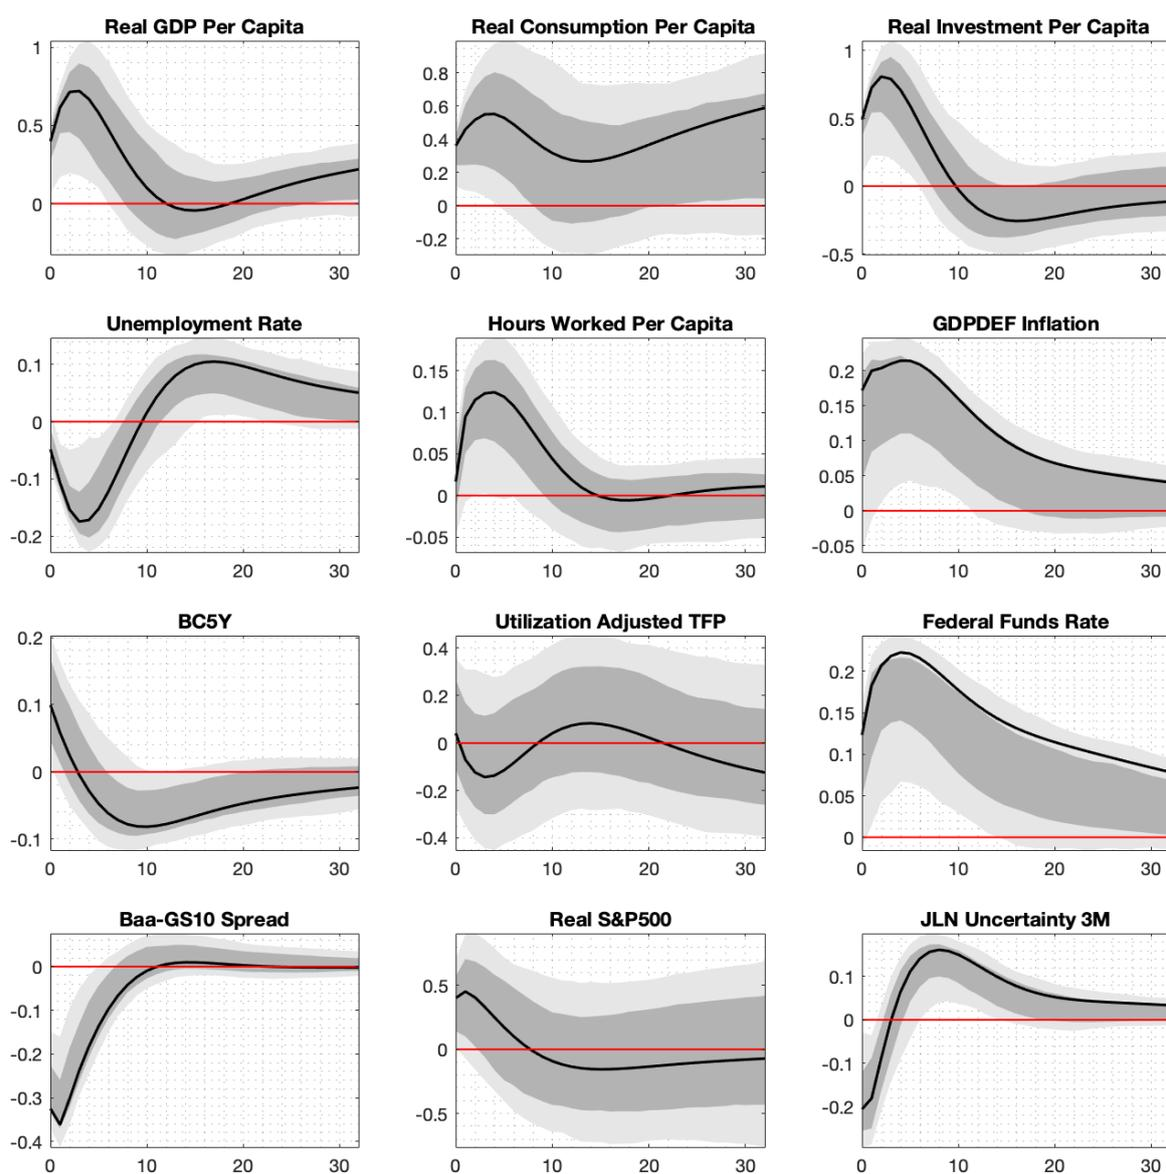 Real GDP Per Capita Real Consumption Per Capita Real Investment Per Capita
1 0.8 1
0.5 0.6 0.5
0.4
0.2 0
0 0
-0.2 -0.5
0 10 20 30 0 10 20 30 0 10 20 30
Unemployment Rate Hours Worked Per Capita GDPDEF Inflation
0.1 0.15 0.2
0 0.1 0.15
0.05 0.1
-0.1 0.05
0 0
-0.2 -0.05 -0.05
0 10 20 30 0 10 20 30 0 10 20 30
BC5Y Utilization Adjusted TFP Federal Funds Rate
0.2 0.4
0.2 0.2
0.1 0.15
0 0 0.1
-0.2 0.05
-0.1 -0.4 0
0 10 20 30 0 10 20 30 0 10 20 30
Baa-GS10 Spread Real S&P500 JLN Uncertainty 3M
0 0.5 0.1
-0.1 0
-0.2 0
-0.3 -0.1
-0.5 -0.2
-0.4
0 10 20 30 0 10 20 30 0 10 20 30